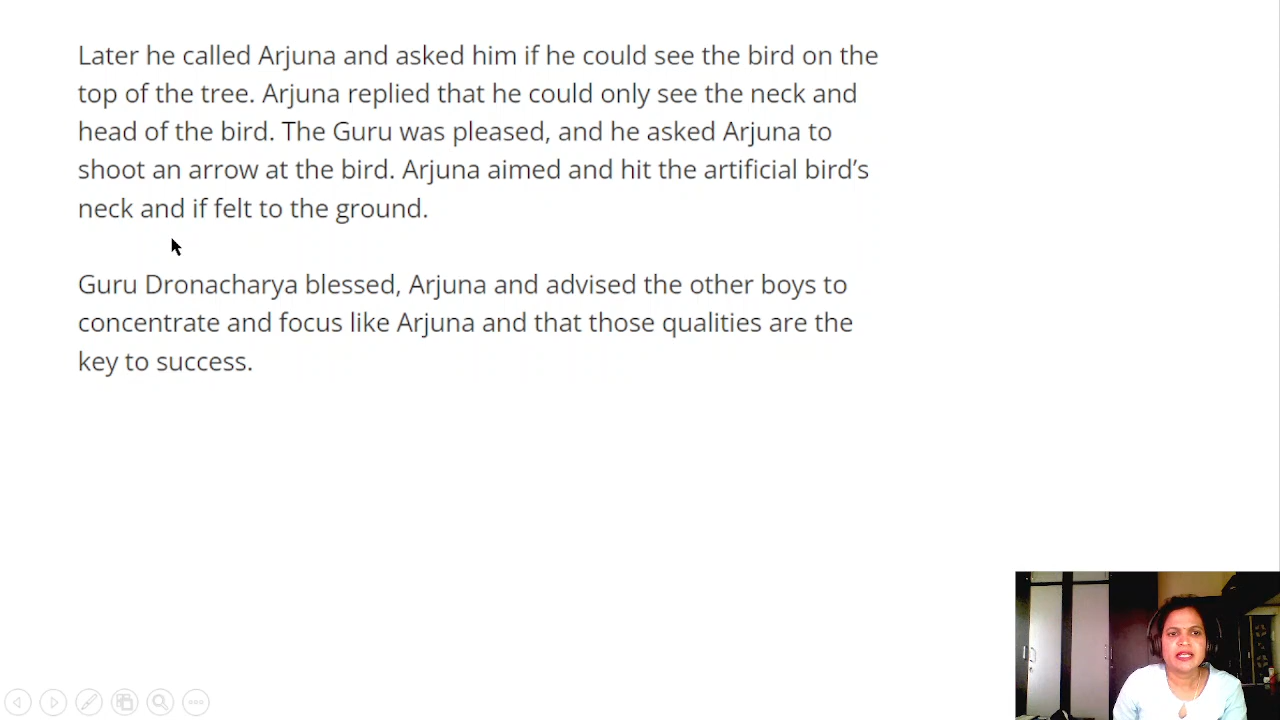 Later he called Arjuna and asked him if he could see the bird on the
top of the tree. Arjuna replied that he could only see the neck and
head of the bird. The Guru was pleased, and he asked Arjuna to
shoot an arrow at the bird. Arjuna aimed and hit the artificial bird’s
neck and if felt to the ground.
Guru Dronacharya blessed, Arjuna and advised the other boys to
concentrate and focus like Arjuna and that those qualities are the
key to success.